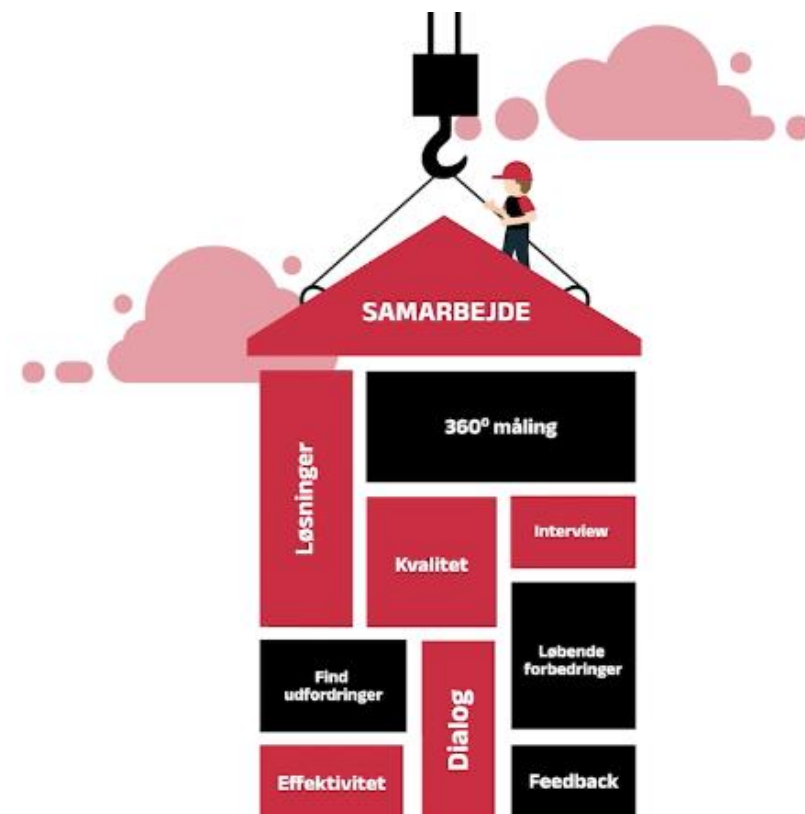 SAMARBEJDE
Løsninger
360° måling
Kvalitet
Interview
Find
udfordringer
Dialog
Løbende
forbedringer
Effektivitet
Feedback